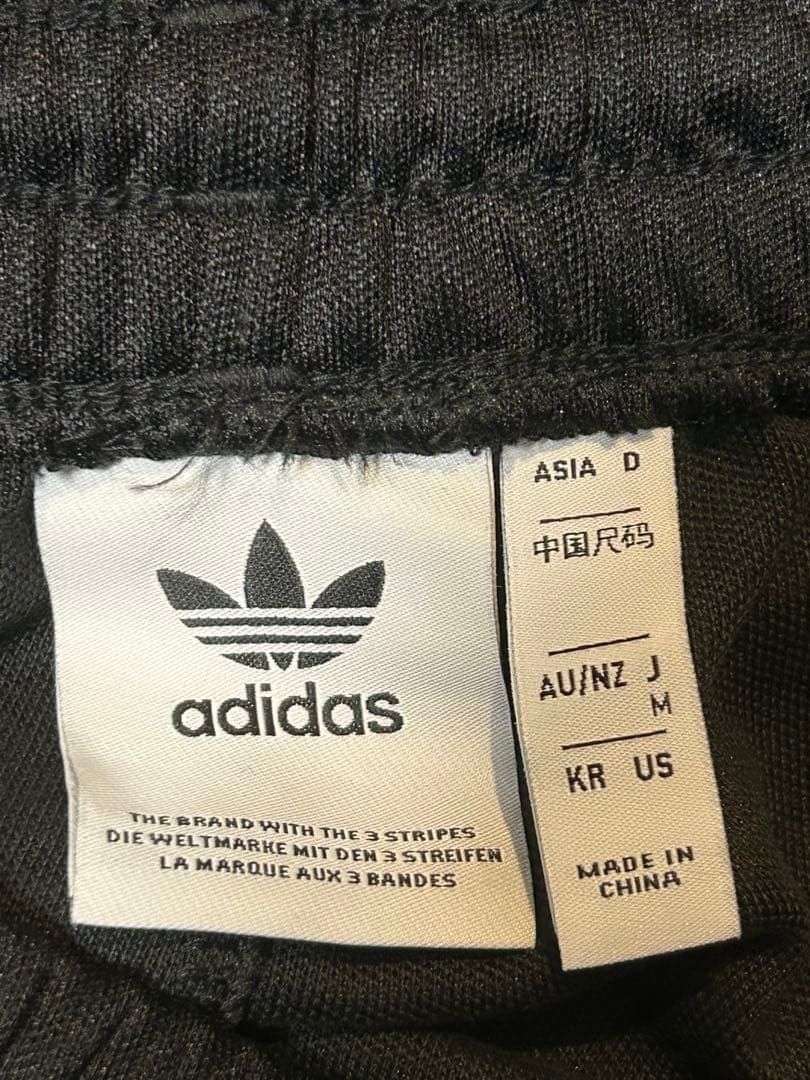 adidas
THE BRAND WITH THE 3 STRIPES
DIE WELTMARKE MIT DEN 3 STREIFEN
LA MARQUE AUX 3 BANDES
ASIA D
中国尺码
AU/NZ J
M
KR US
MADE IN
CHINA